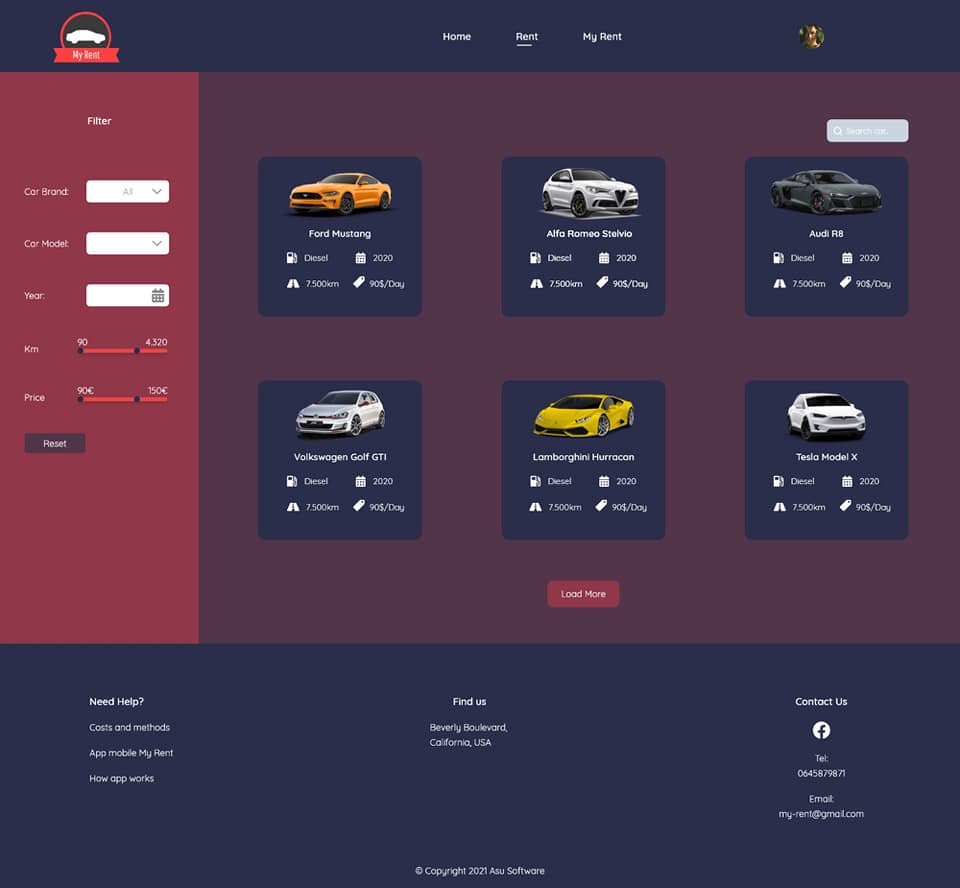 My Rent
Home
Rent
My Rent
Filter
Search car...
Car Brand:
All
Car Model:
Year:
Km
90
4.320
Price
90€
150€
Reset
Ford Mustang
Diesel
2020
7.500km
90$/Day
Alfa Romeo Stelvio
Diesel
2020
7.500km
90$/Day
Audi R8
Diesel
2020
7.500km
90$/Day
Volkswagen Golf GTI
Diesel
2020
7.500km
90$/Day
Lamborghini Hurracan
Diesel
2020
7.500km
90$/Day
Tesla Model X
Diesel
2020
7.500km
90$/Day
Load More
Need Help?
Costs and methods
App mobile My Rent
How app works
Find us
Beverly Boulevard,
California, USA
Contact Us
Tel:
0645879871
Email:
my-rent@gmail.com
© Copyright 2021 Asu Software